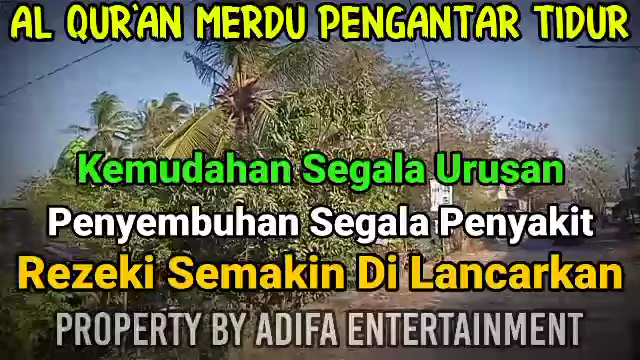 AL QUR`AN MERDU PENGANTAR TIDUR
Kemudahan Segala Urusan
Penyembuhan Segala Penyakit
Rezeki Semakin Di Lancarkan
PROPERTY BY ADIFA ENTERTAINMENT